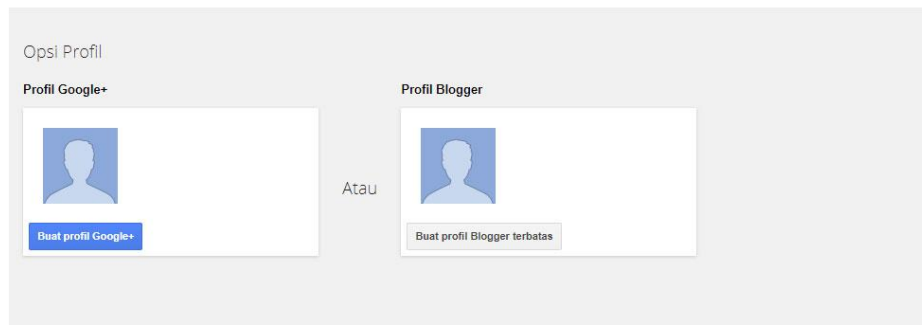 Opsi Profil
Profil Google+
Profil Blogger
Atau
Buat profil Google+
Buat profil Blogger terbatas